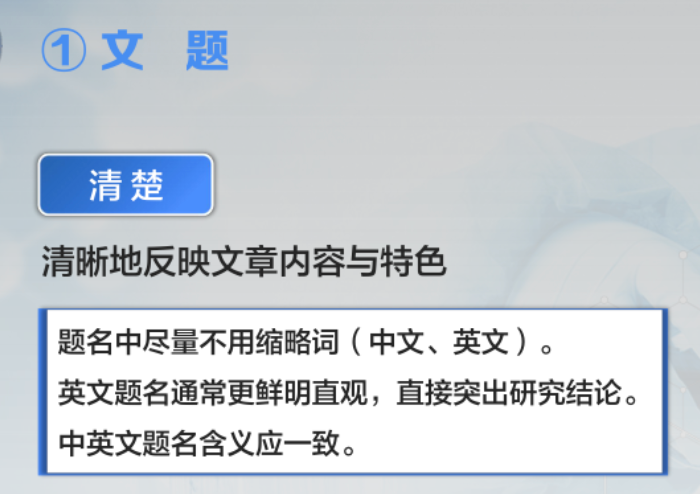 ① 文 题
清 楚
清晰地反映文章内容与特色
题名中尽量不用缩略词（中文、英文）。
英文题名通常更鲜明直观，直接突出研究结论。
中英文题名含义应一致。